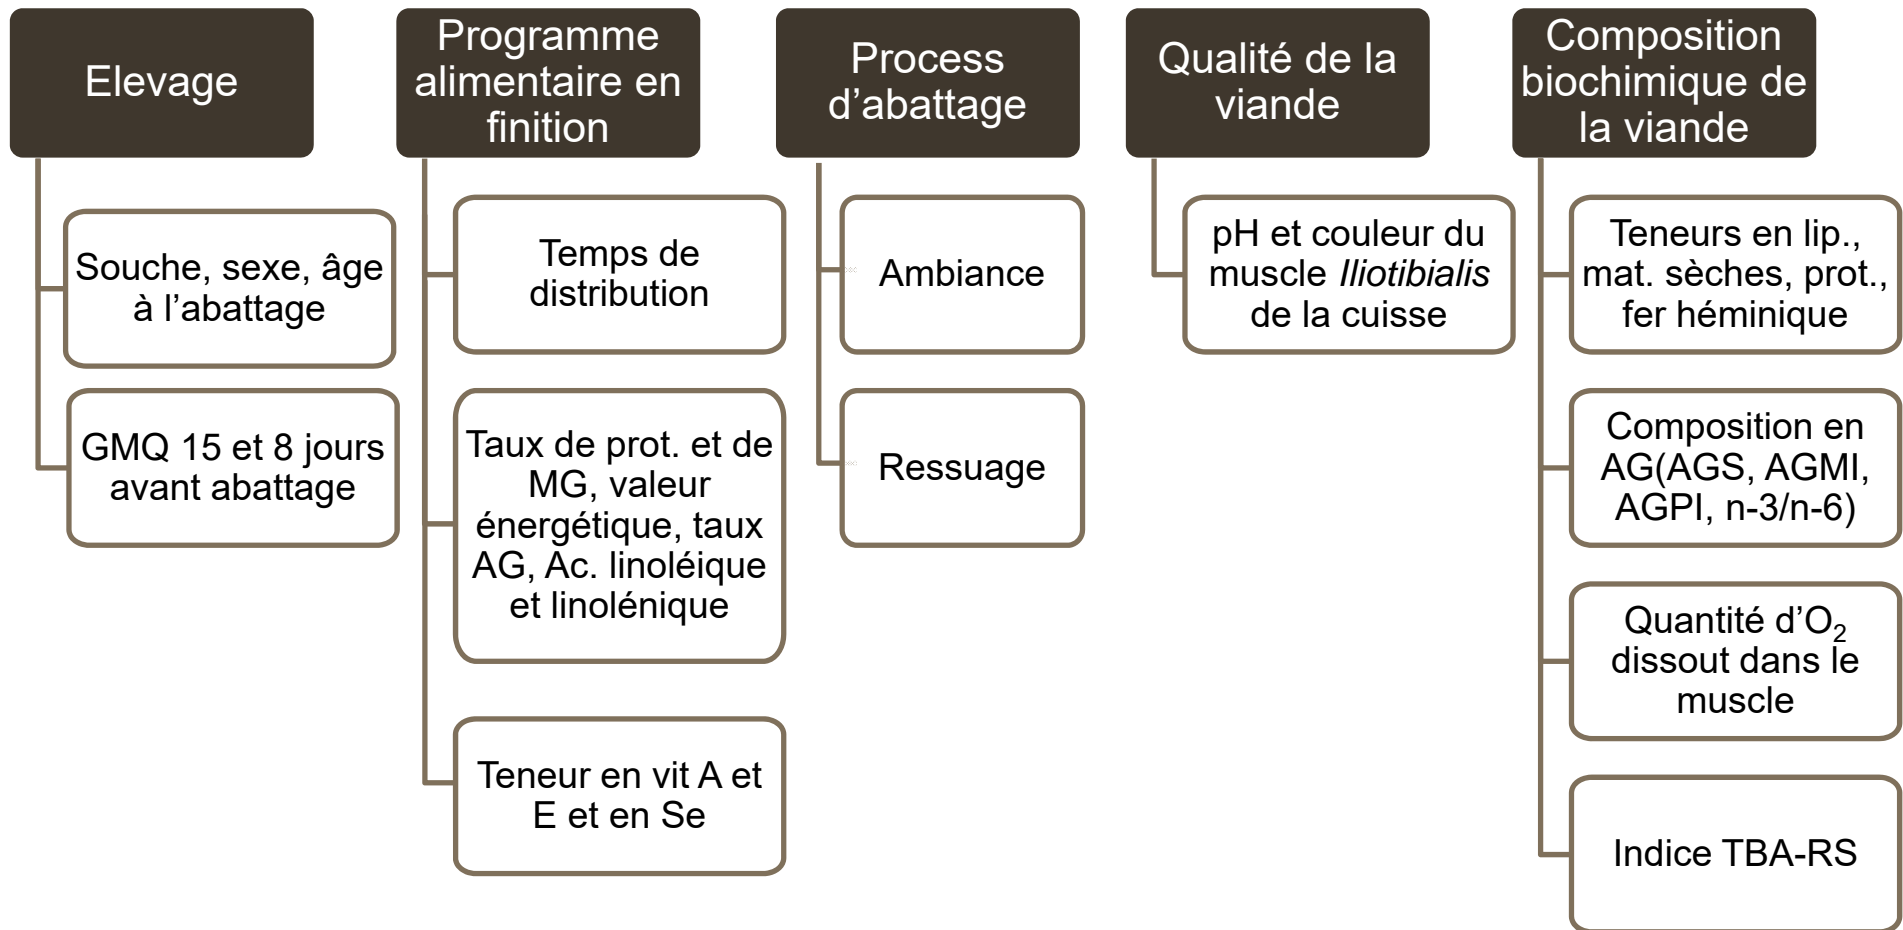 Elevage
Souche, sexe, âge
à l’abattage
GMQ 15 et 8 jours
avant abattage
Programme
alimentaire en
finition
Temps de
distribution
Taux de prot. et de
MG, valeur
énergétique, taux
AG, Ac. linoléique
et linolénique
Teneur en vit A et
E et en Se
Process
d’abattage
Ambiance
Ressuage
Qualité de la
viande
pH et couleur du
muscle Iliotibialis
de la cuisse
Composition
biochimique de
la viande
Teneurs en lip.,
mat. sèches, prot.,
fer héminique
Composition en
AG(AGS, AGMI,
AGPI, n-3/n-6)
Quantité d’O₂
dissout dans le
muscle
Indice TBA-RS